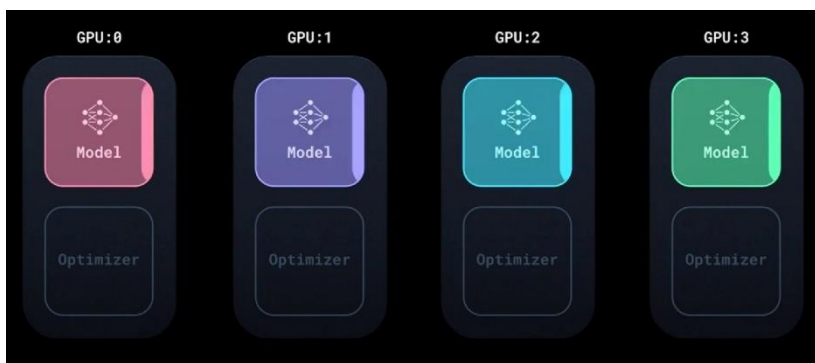 GPU:0 GPU:1 GPU:2 GPU:3
Model Model Model Model
Optimizer Optimizer Optimizer Optimizer